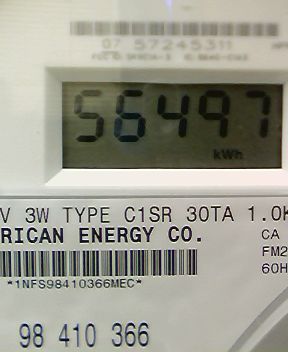 07 57245311
56497
kWh
V 3W TYPE C1SR 30TA 1.0K
RICAN ENERGY CO.
CA
FM2
60H
*1NFS98410366MEC*
98 410 366